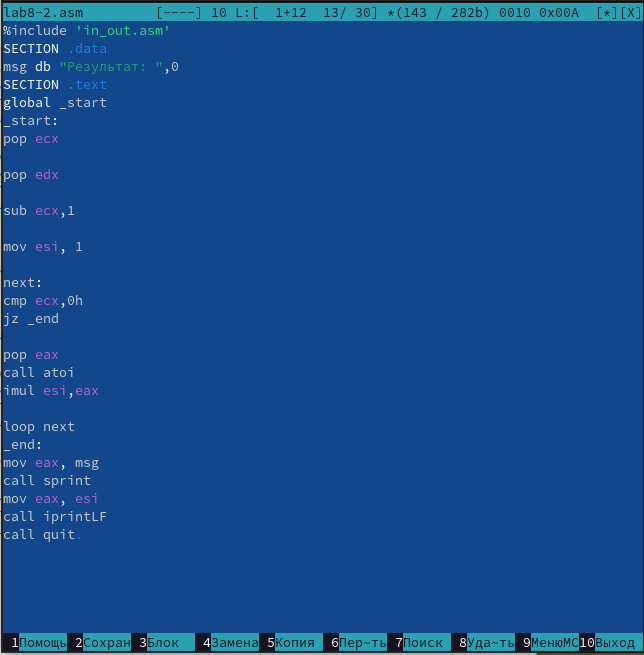 lab8-2.asm [----] 10 L:[ 1+12 13/ 30] *(143 / 282b) 0010 0x00A [*][X]
%include 'in_out.asm'
SECTION .data
msg db "Результат: ",0
SECTION .text
global _start
_start:
pop ecx
pop edx
sub ecx,1
mov esi, 1
next:
cmp ecx,0h
jz _end
pop eax
call atoi
imul esi,eax
loop next
_end:
mov eax, msg
call sprint
mov eax, esi
call iprintLF
call quit.
1Помощь 2Сохран 3Блок 4Замена 5Копия 6Пер~ть 7Поиск 8Уда~ть 9МенюMC 10Выход